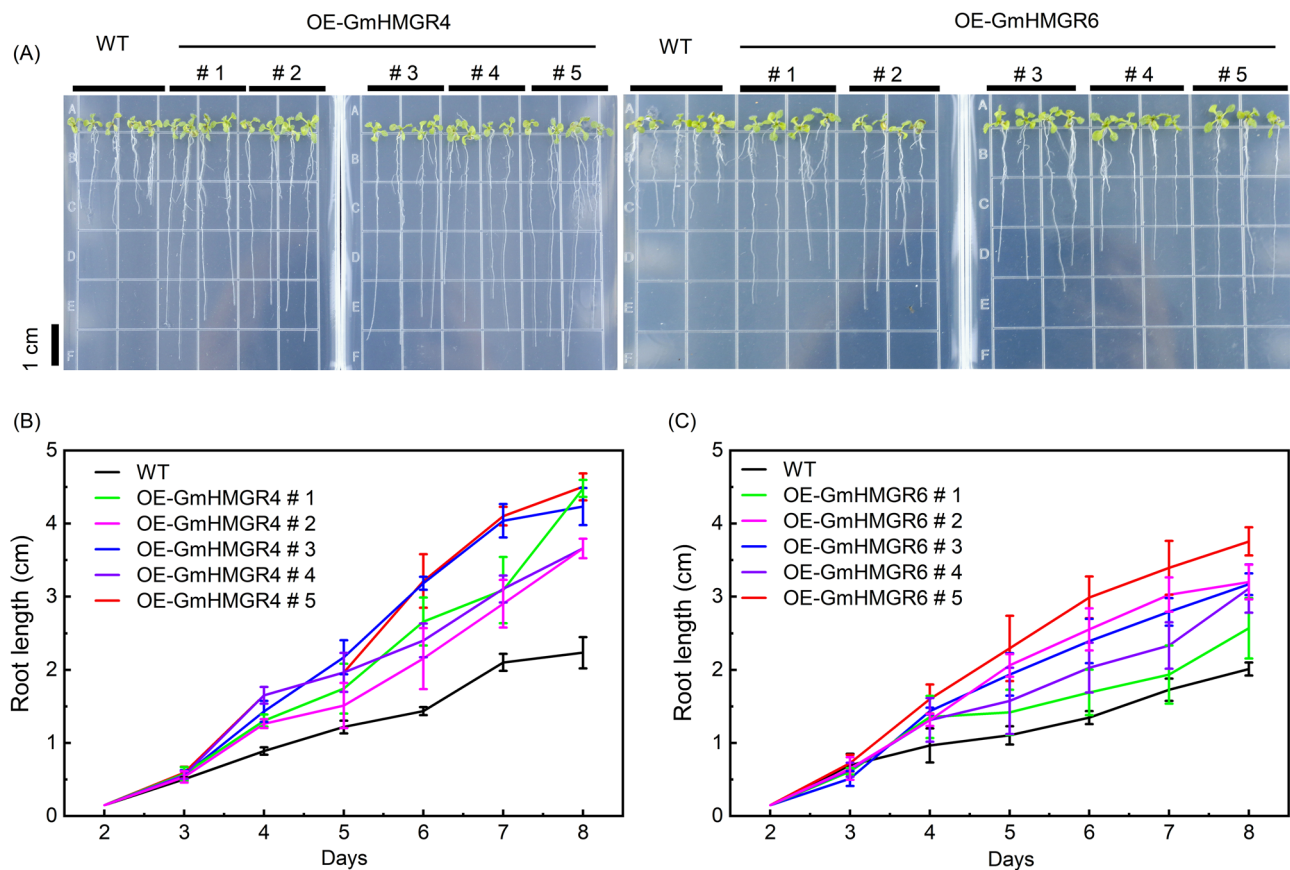 (A)
WT
OE-GmHMGR4
# 1
# 2
# 3
# 4
# 5
WT
OE-GmHMGR6
# 1
# 2
# 3
# 4
# 5
A
B
C
D
E
F
A
B
C
D
E
F
A
B
C
D
E
F
A
B
C
D
E
F
1 cm
(B)
Root length (cm)
5
4
3
2
1
0
WT
OE-GmHMGR4 # 1
OE-GmHMGR4 # 2
OE-GmHMGR4 # 3
OE-GmHMGR4 # 4
OE-GmHMGR4 # 5
2 3 4 5 6 7 8
Days
(C)
Root length (cm)
5
4
3
2
1
0
WT
OE-GmHMGR6 # 1
OE-GmHMGR6 # 2
OE-GmHMGR6 # 3
OE-GmHMGR6 # 4
OE-GmHMGR6 # 5
2 3 4 5 6 7 8
Days